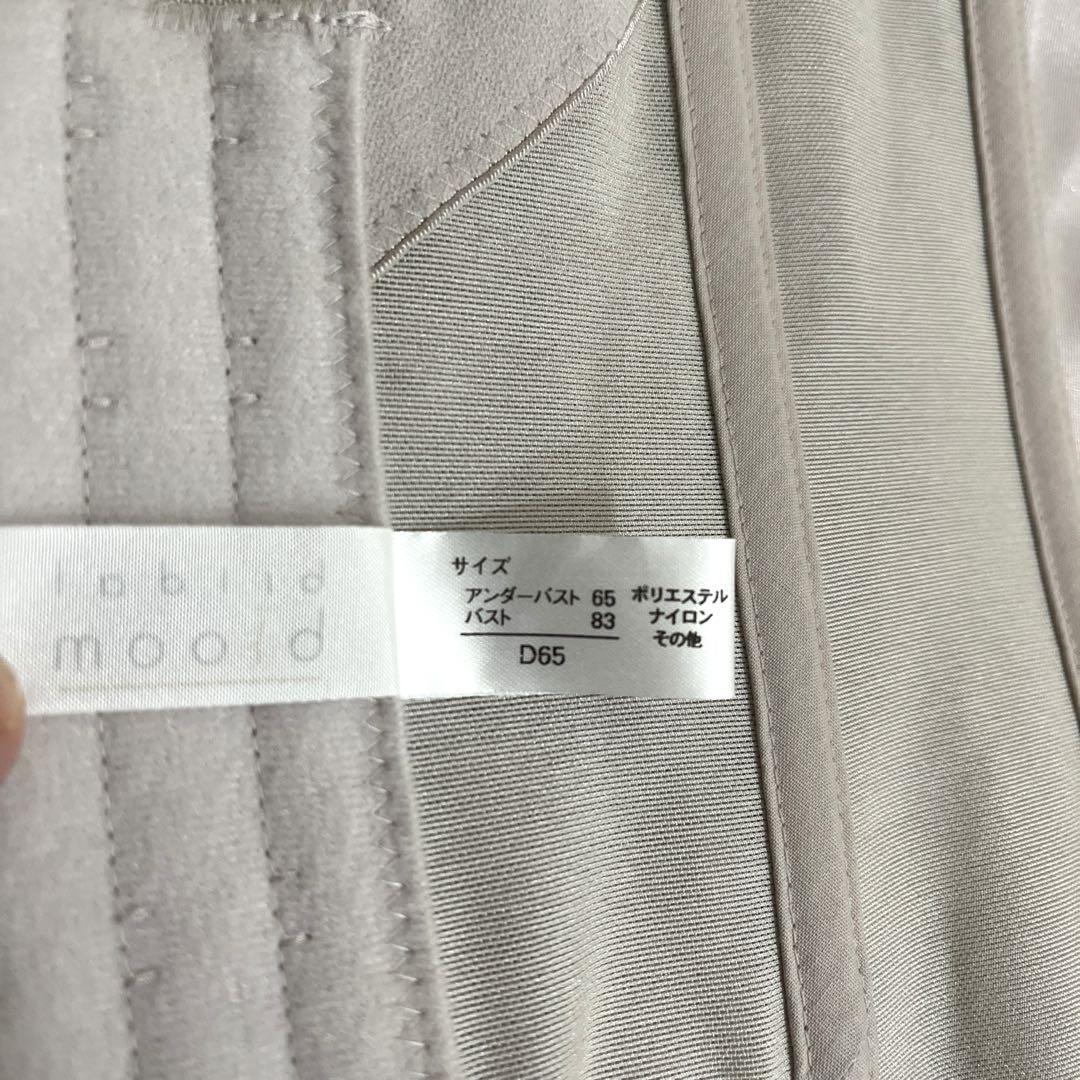 mood
サイズ
アンダーバスト 65
バスト 83
D65
ポリエステル
ナイロン
その他